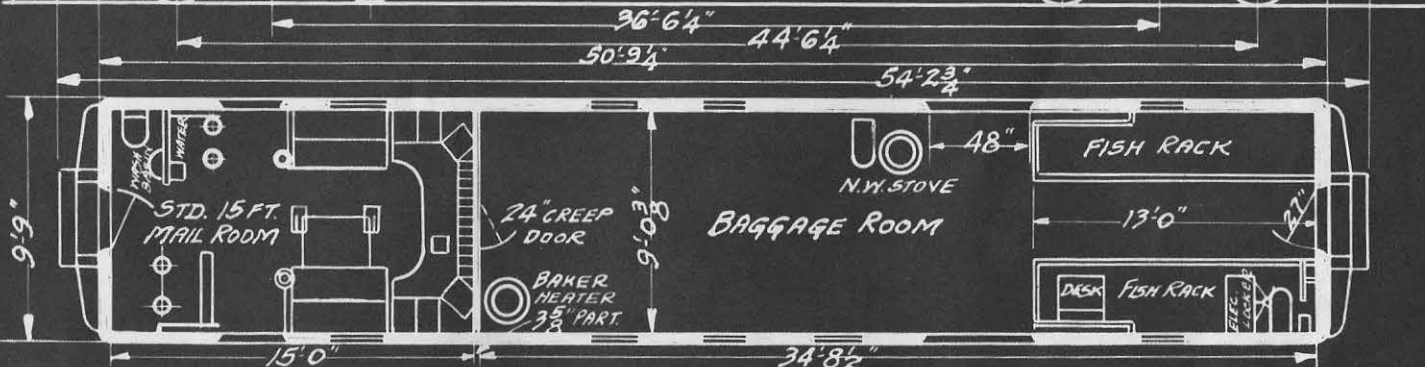 36'-6¼"
44'-6¼"
50'-9¼"
54'-2¾"
9'9"
WASH
BASIN
WATER
STD. 15 FT.
MAIL ROOM
24" CREEP
DOOR
BAKER
HEATER
3⅝" PART.
9'-0⅜"
N.W. STOVE
48"
BAGGAGE ROOM
FISH RACK
13'0"
27"
DESK
FISH RACK
ELEC.
LOCKER
15'0"
34'-8½"